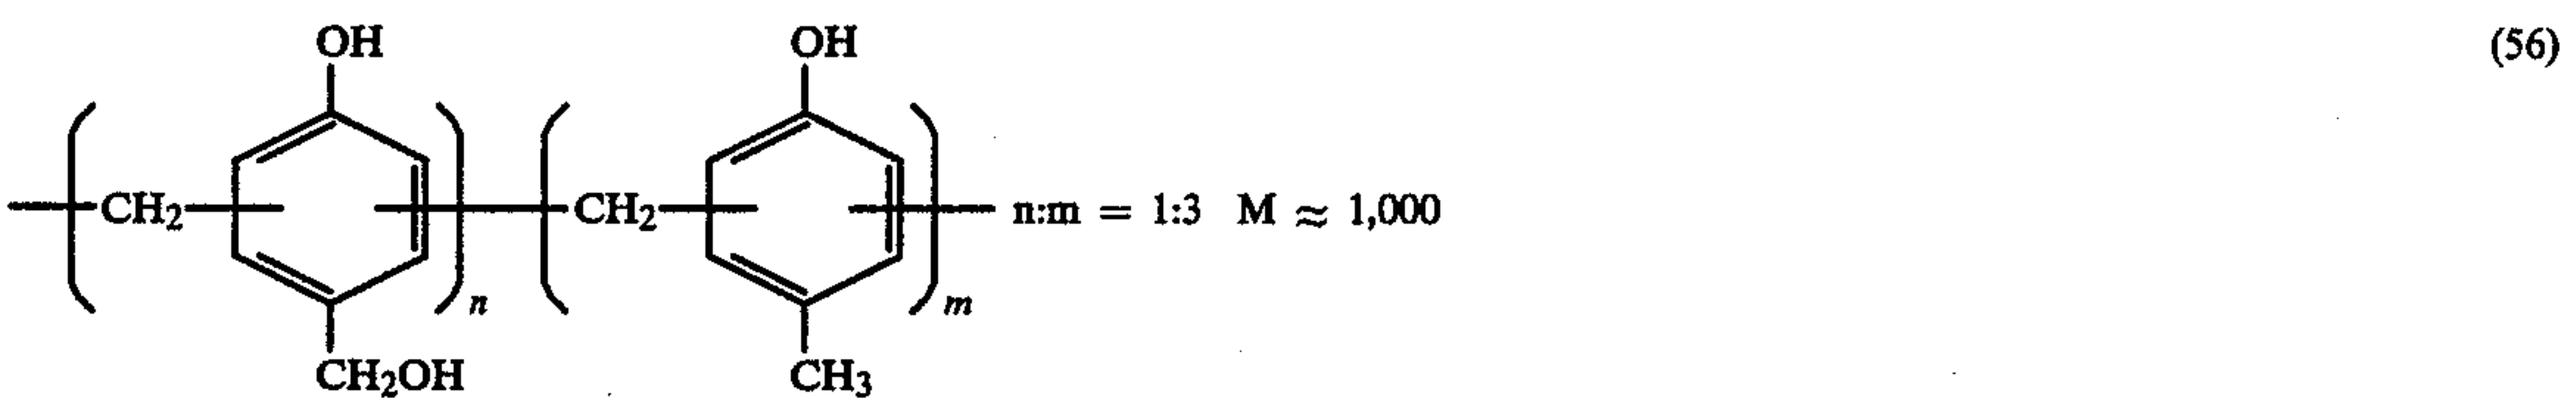 OH OH (56)
CH2 CH2 n:m = 1:3 M ≈ 1,000
n m
CH2OH CH3